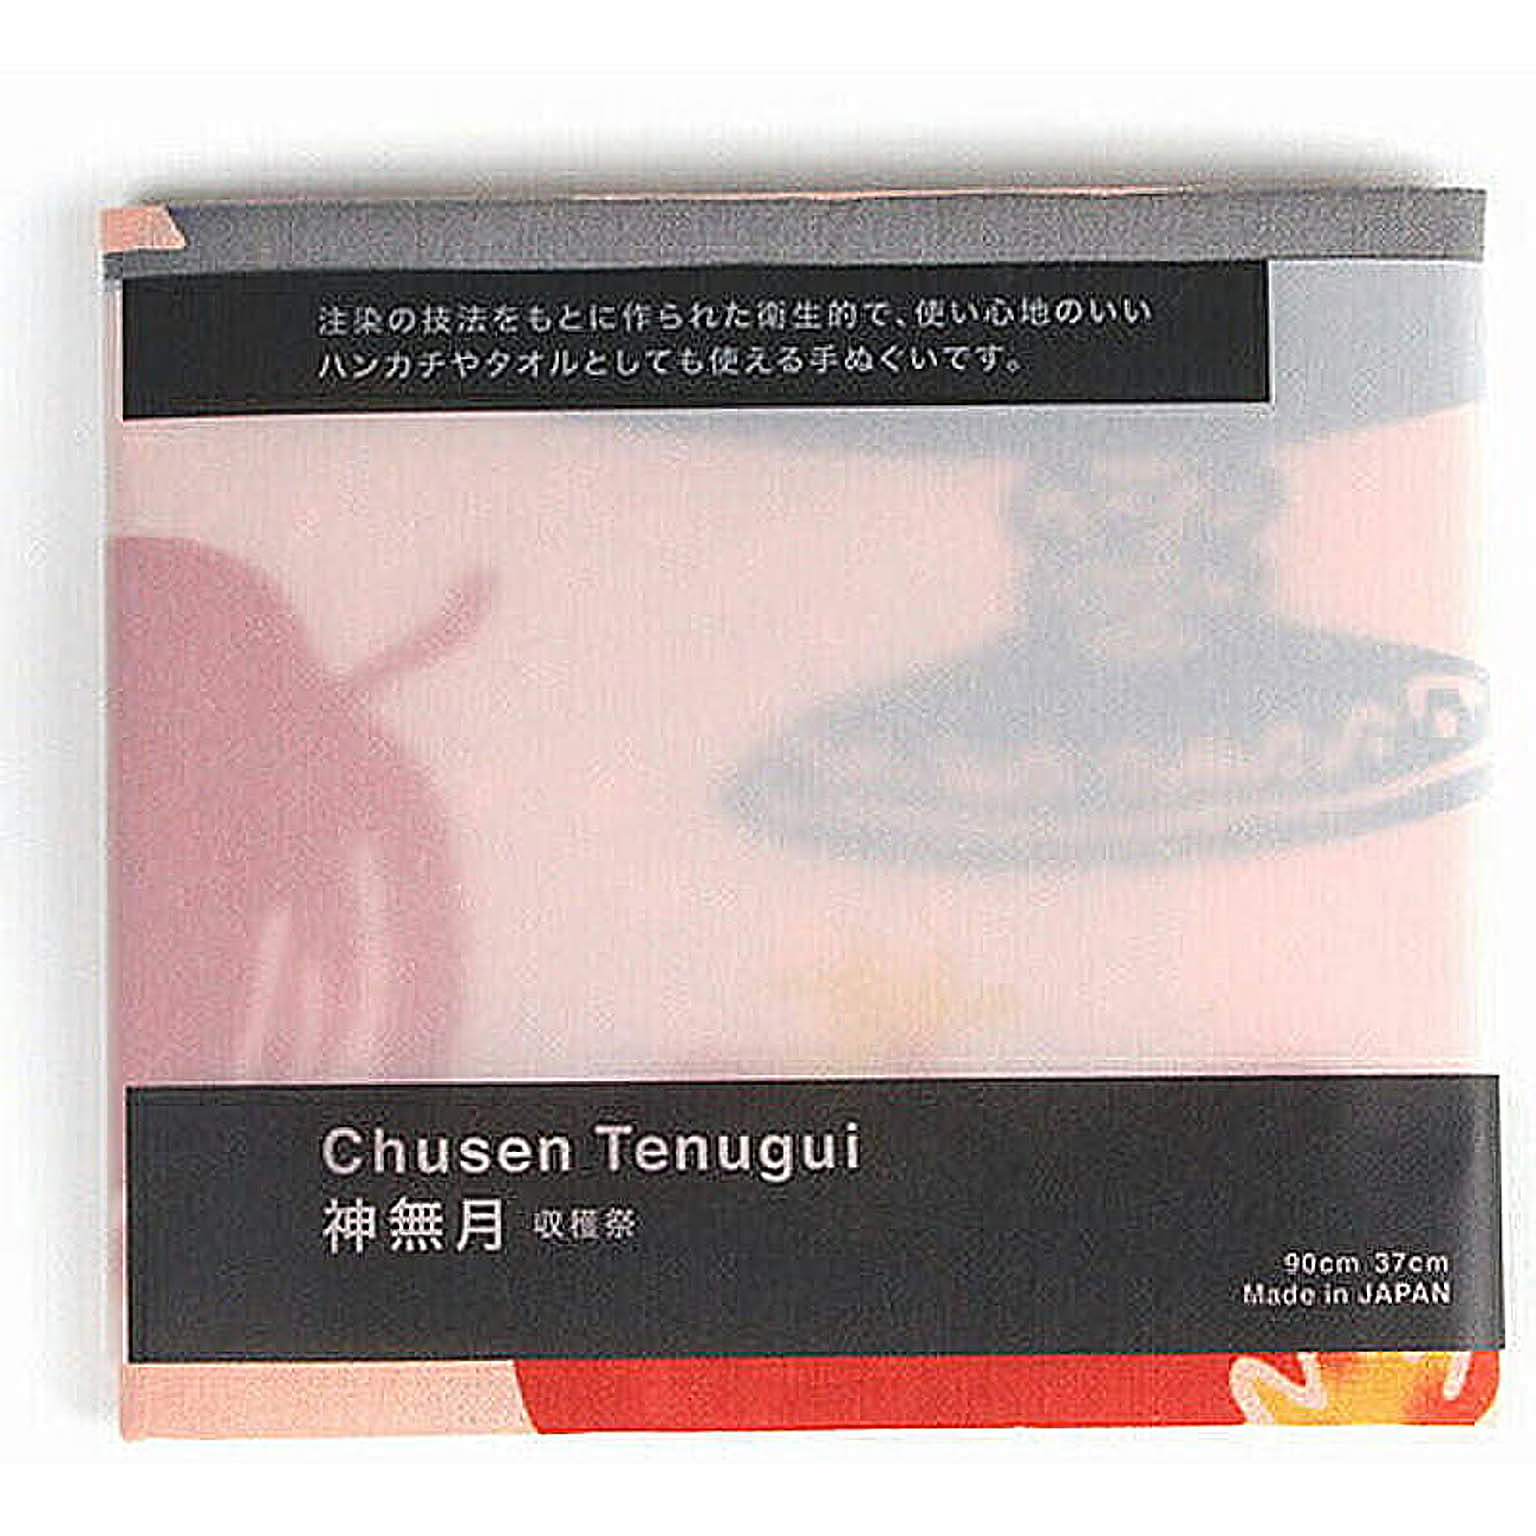 注染の技法をもとに作られた衛生的で、使い心地のいい
ハンカチやタオルとしても使える手ぬぐいです。
Chusen Tenugui
神無月 収穫祭
90cm 37cm
Made in JAPAN